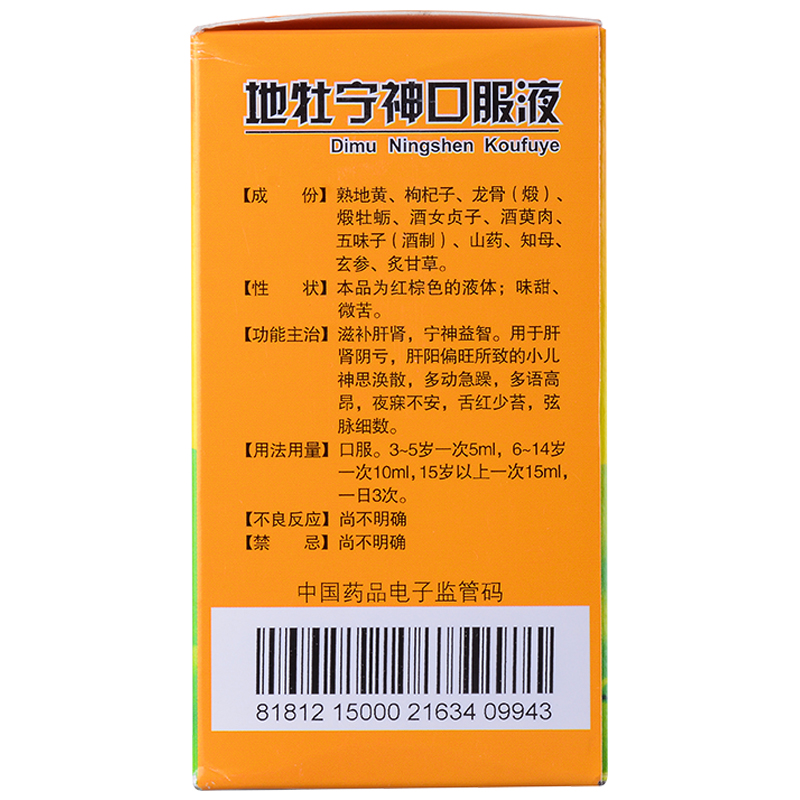 地牡宁神口服液
Dimu Ningshen Koufuye
【成　份】熟地黄、枸杞子、龙骨（煅）、
煅牡蛎、酒女贞子、酒萸肉、
五味子（酒制）、山药、知母、
玄参、炙甘草。
【性　状】本品为红棕色的液体；味甜、
微苦。
【功能主治】滋补肝肾，宁神益智。用于肝
肾阴亏，肝阳偏旺所致的小儿
神思涣散，多动急躁，多语高
昂，夜寐不安，舌红少苔，弦
脉细数。
【用法用量】口服。3~5岁一次5ml，6~14岁
一次10ml，15岁以上一次15ml，
一日3次。
【不良反应】尚不明确
【禁　忌】尚不明确
中国药品电子监管码
81812 15000 21634 09943